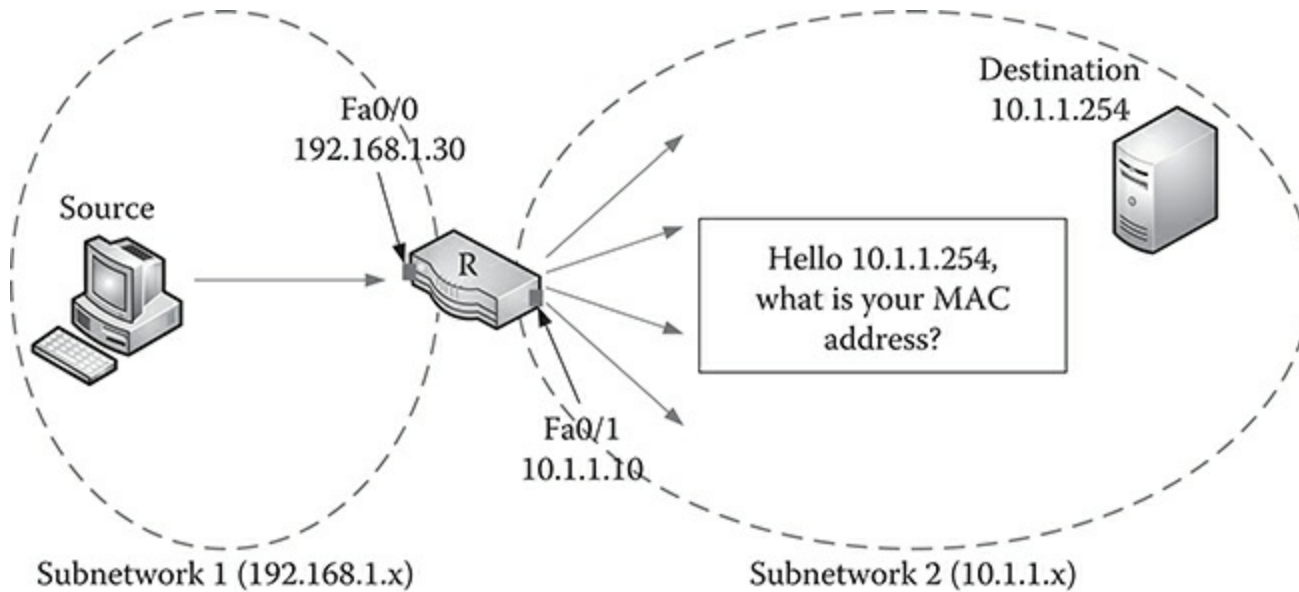 Destination
10.1.1.254
Fa0/0
192.168.1.30
Source
R
Hello 10.1.1.254,
what is your MAC
address?
Fa0/1
10.1.1.10
Subnetwork 1 (192.168.1.x)
Subnetwork 2 (10.1.1.x)